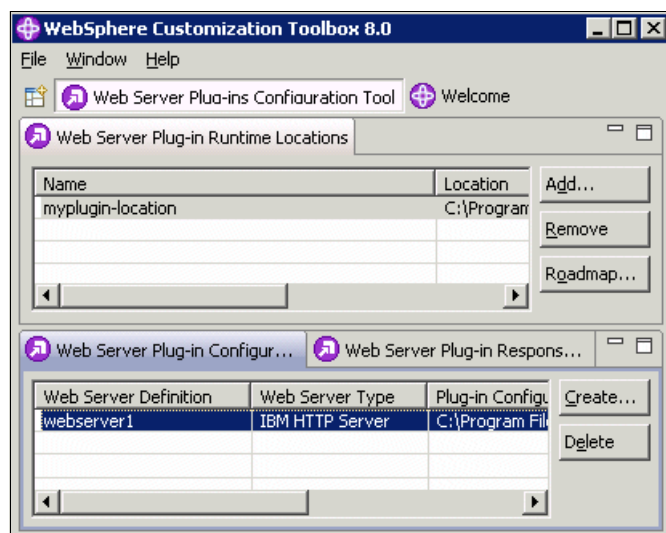 WebSphere Customization Toolbox 8.0
File Window Help
Web Server Plug-ins Configuration Tool Welcome
Web Server Plug-in Runtime Locations
Name Location
myplugin-location C:\Program
Add...
Remove
Roadmap...
Web Server Plug-in Configur... Web Server Plug-in Respons...
Web Server Definition Web Server Type Plug-in Configu
webserver1 IBM HTTP Server C:\Program Fil
Create...
Delete